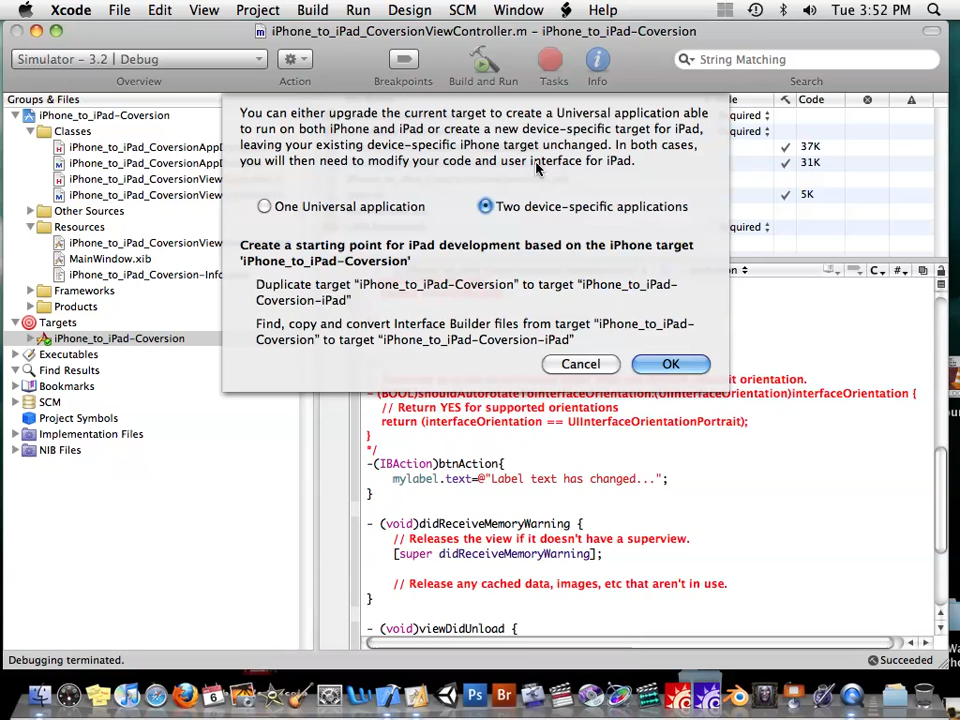 Xcode File Edit View Project Build Run Design SCM Window Help Tue 3:52 PM
iPhone_to_iPad_CoversionViewController.m – iPhone_to_iPad-Coversion
Simulator - 3.2 | Debug
String Matching
Overview Action Breakpoints Build and Run Tasks Info Search
Groups & Files
Code
iPhone_to_iPad-Coversion
Classes
iPhone_to_iPad_CoversionApp
37K
iPhone_to_iPad_CoversionApp
31K
iPhone_to_iPad_CoversionView
iPhone_to_iPad_CoversionView
5K
Other Sources
Resources
iPhone_to_iPad_CoversionView
MainWindow.xib
iPhone_to_iPad_Coversion-Info
Frameworks
Products
Targets
iPhone_to_iPad-Coversion
Executables
Find Results
Bookmarks
SCM
Project Symbols
Implementation Files
NIB Files
You can either upgrade the current target to create a Universal application able
to run on both iPhone and iPad or create a new device-specific target for iPad,
leaving your existing device-specific iPhone target unchanged. In both cases,
you will then need to modify your code and user interface for iPad.
One Universal application Two device-specific applications
Create a starting point for iPad development based on the iPhone target
'iPhone_to_iPad-Coversion'
Duplicate target "iPhone_to_iPad-Coversion" to target "iPhone_to_iPad-
Coversion-iPad"
Find, copy and convert Interface Builder files from target "iPhone_to_iPad-
Coversion" to target "iPhone_to_iPad-Coversion-iPad"
Cancel OK
- (BOOL)shouldAutorotateToInterfaceOrientation:(UIInterfaceOrientation)interfaceOrientation {
// Return YES for supported orientations
return (interfaceOrientation == UIInterfaceOrientationPortrait);
}
*/
-(IBAction)btnAction{
mylabel.text=@"Label text has changed...";
}
- (void)didReceiveMemoryWarning {
// Releases the view if it doesn't have a superview.
[super didReceiveMemoryWarning];
// Release any cached data, images, etc that aren't in use.
}
- (void)viewDidUnload {
Debugging terminated.
Succeeded
6
Ps Br